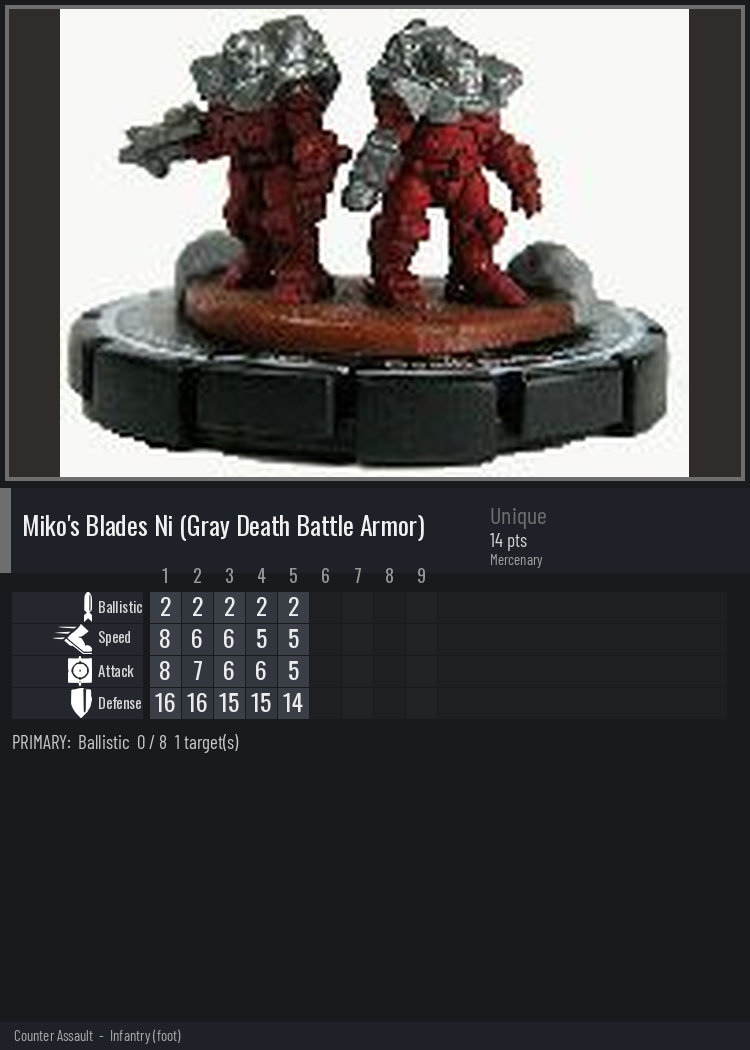 Miko's Blades Ni (Gray Death Battle Armor)
Unique
14 pts
Mercenary
1 2 3 4 5 6 7 8 9
Ballistic 2 2 2 2 2
Speed 8 6 6 5 5
Attack 8 7 6 6 5
Defense 16 16 15 15 14
PRIMARY: Ballistic 0 / 8 1 target(s)
Counter Assault - Infantry (foot)